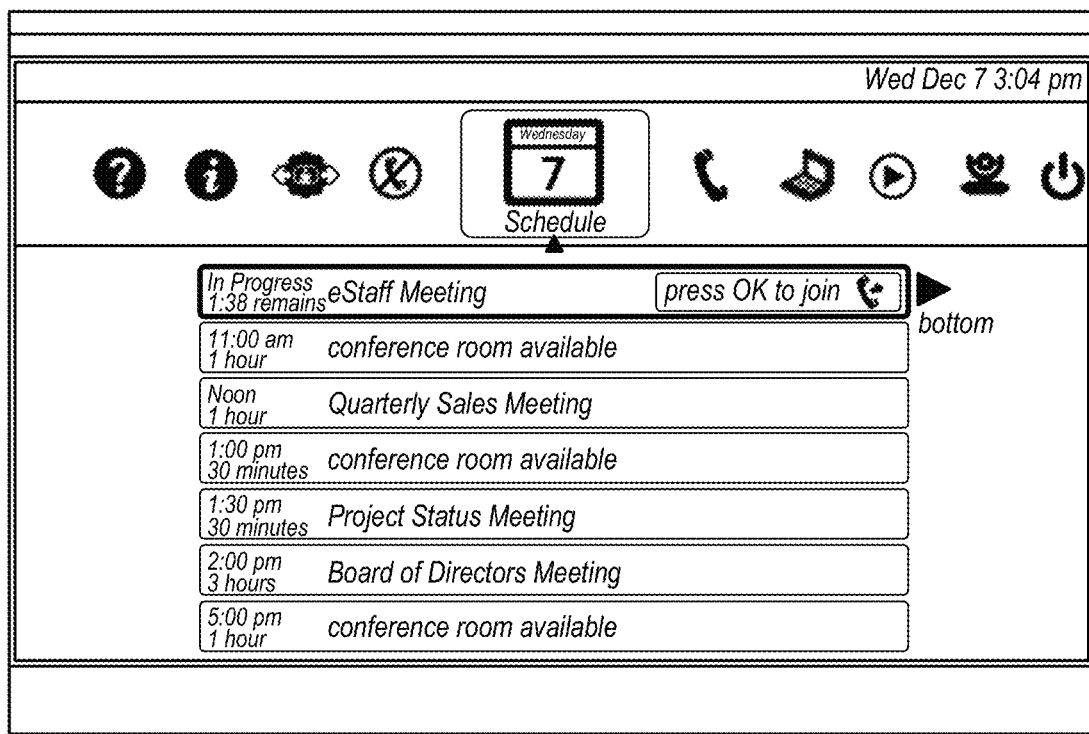 Wed Dec 7 3:04 pm
Wednesday
7
Schedule
In Progress
1:38 remains
eStaff Meeting
press OK to join
bottom
11:00 am
1 hour
conference room available
Noon
1 hour
Quarterly Sales Meeting
1:00 pm
30 minutes
conference room available
1:30 pm
30 minutes
Project Status Meeting
2:00 pm
3 hours
Board of Directors Meeting
5:00 pm
1 hour
conference room available